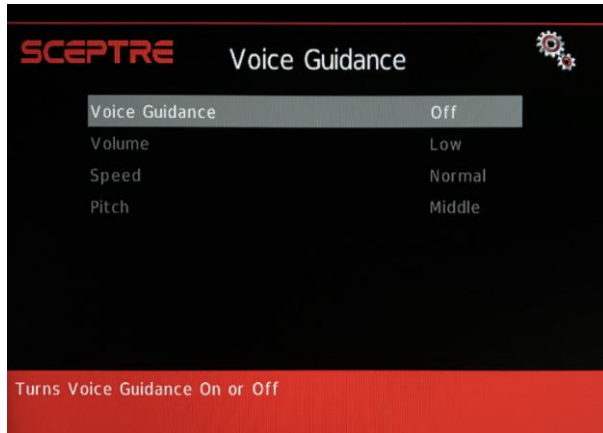 SCEPTRE
Voice Guidance
Voice Guidance Off
Volume Low
Speed Normal
Pitch Middle
Turns Voice Guidance On or Off